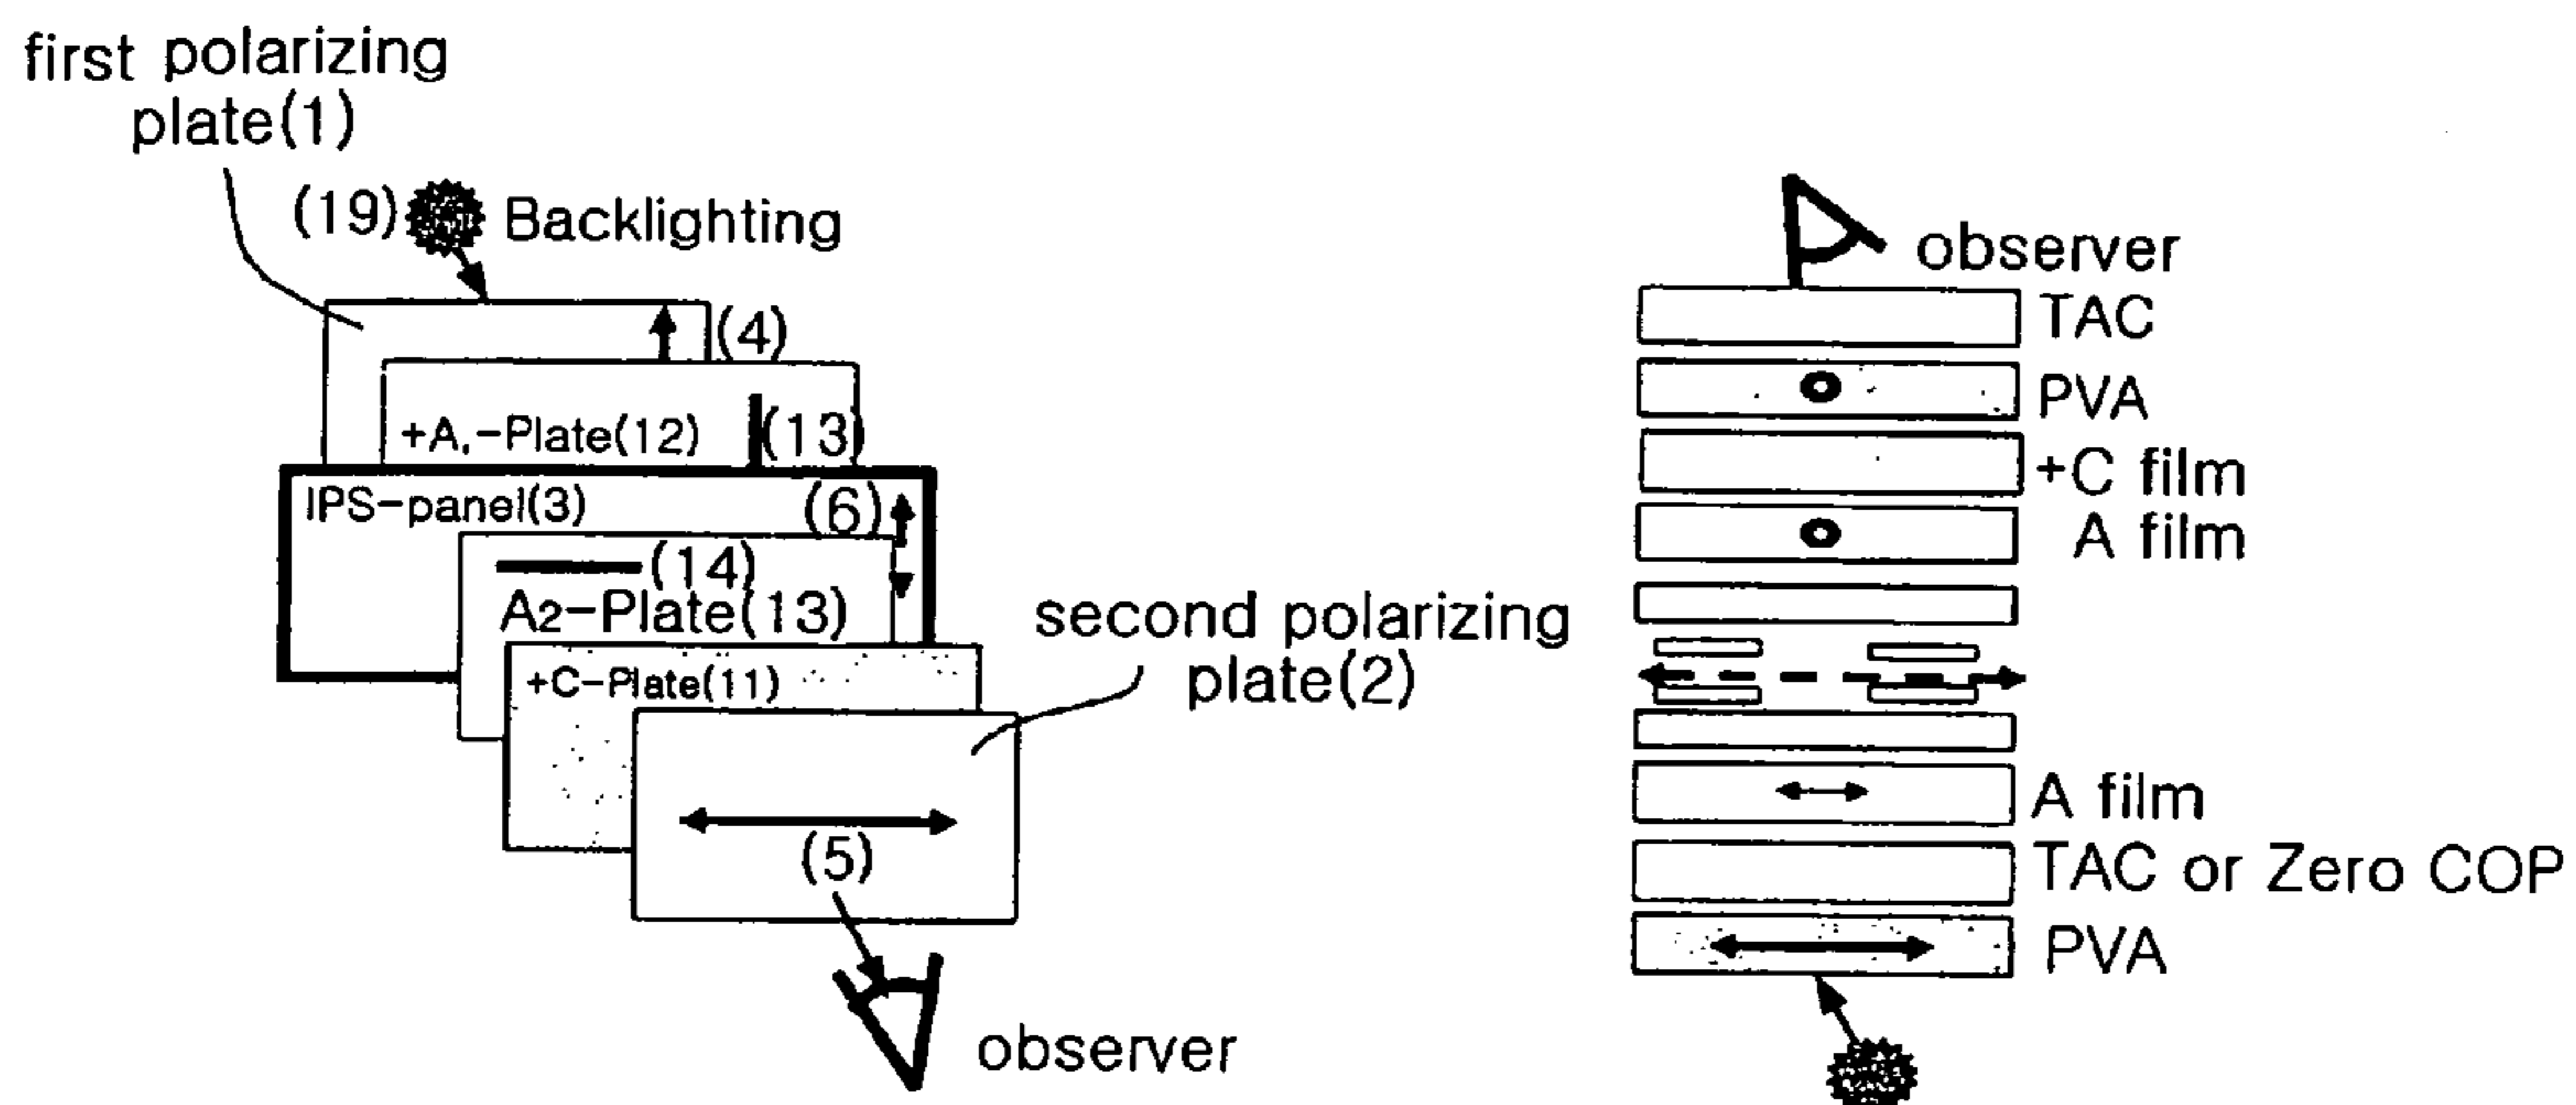 first polarizing
plate(1)
(19) Backlighting
(4)
+A,-Plate(12) (13)
IPS-panel(3) (6)
(14)
A2-Plate(13)
+C-Plate(11)
second polarizing
plate(2)
(5)
observer
observer
TAC
PVA
+C film
A film
A film
TAC or Zero COP
PVA